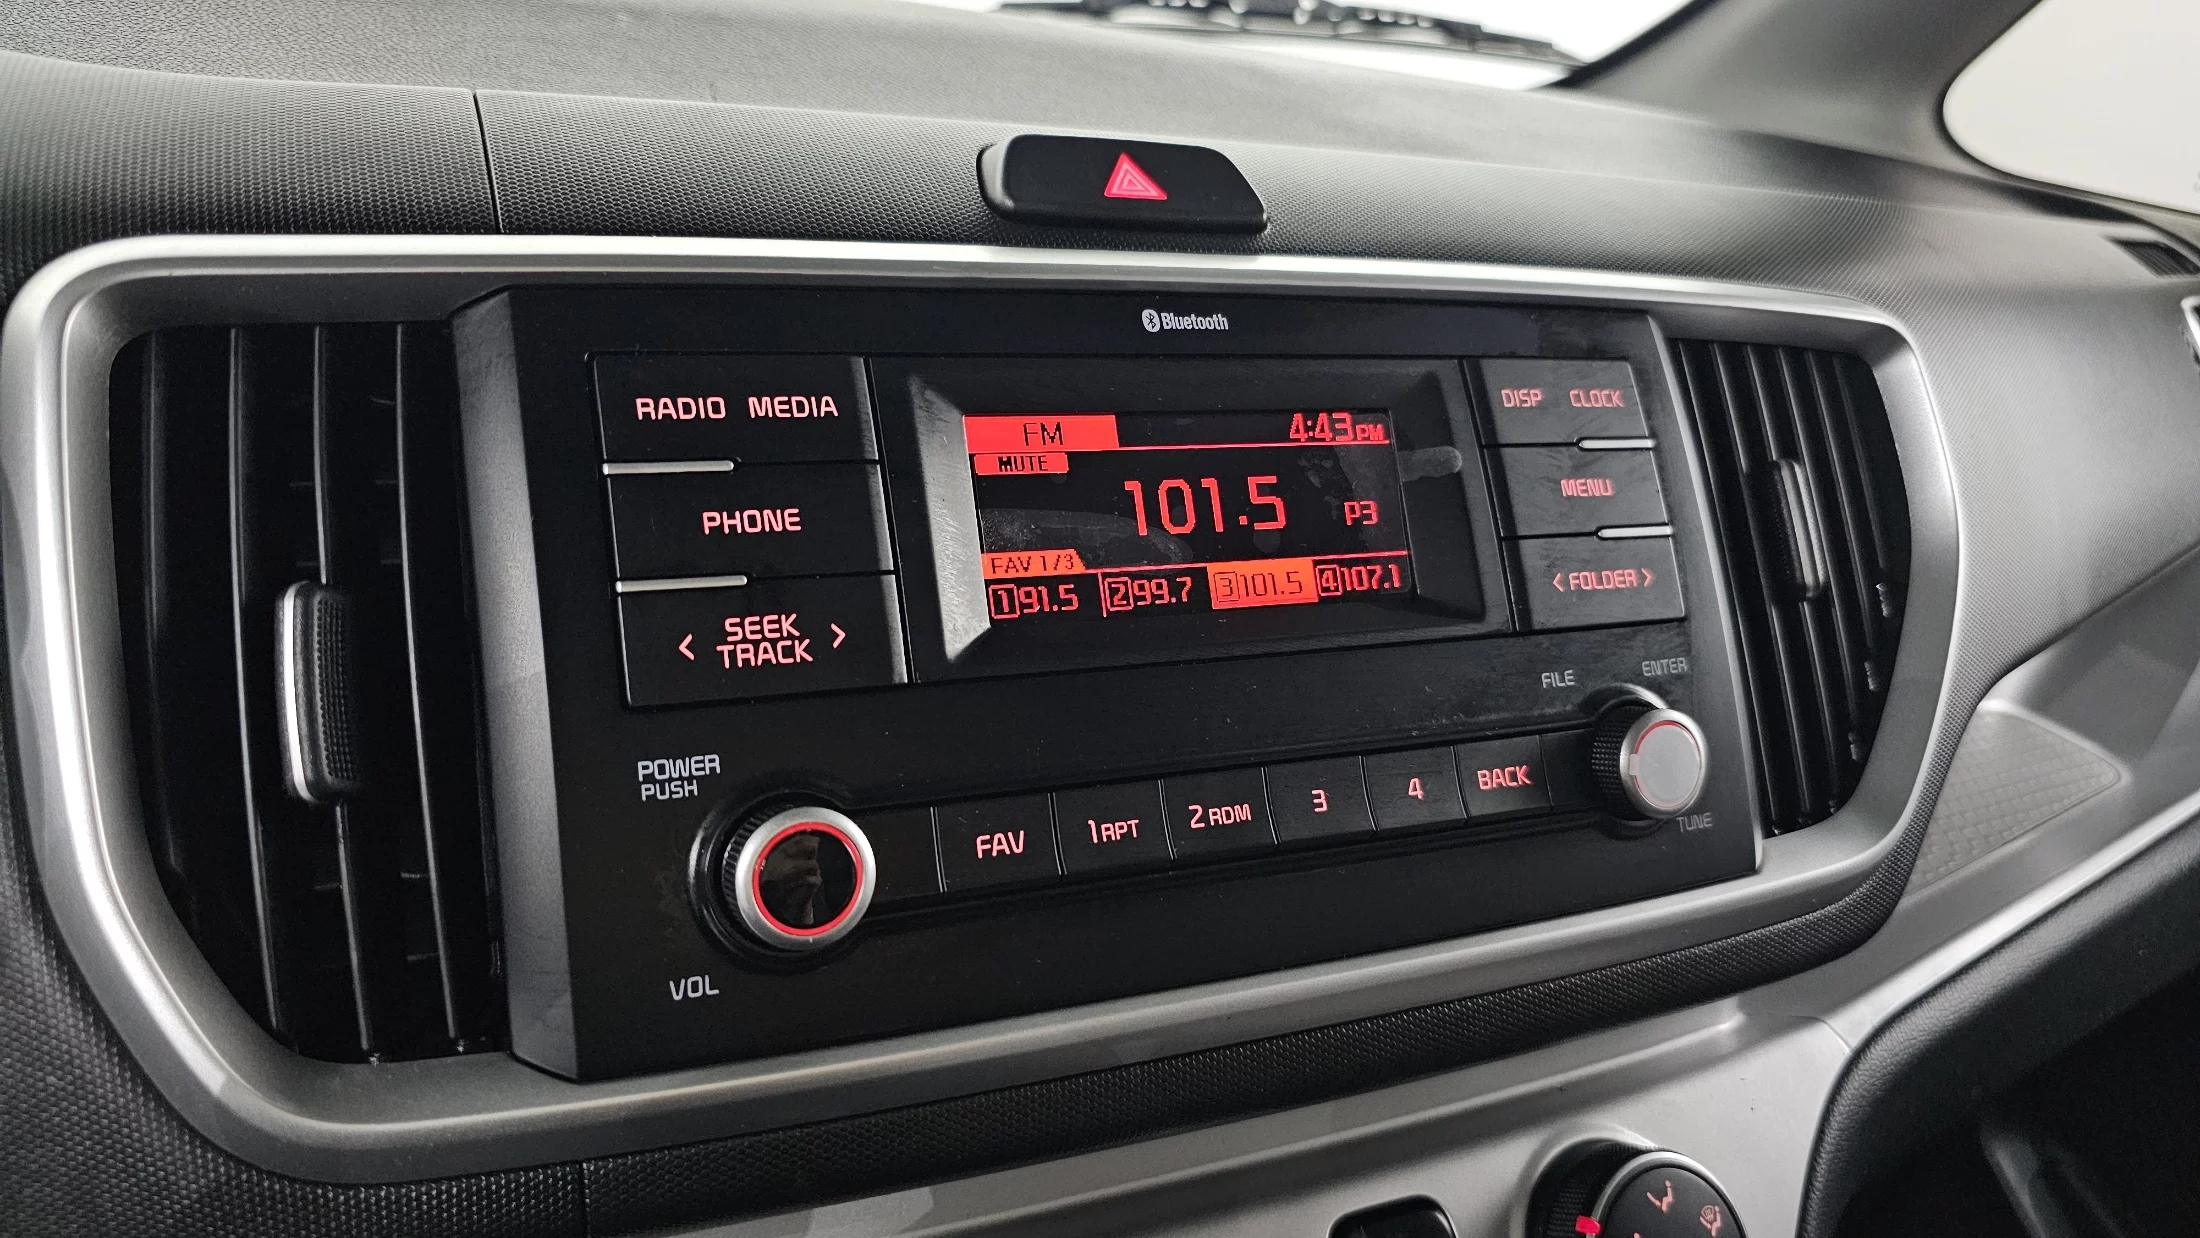 Bluetooth
RADIO MEDIA
PHONE
< SEEK >
TRACK
FM 4:43 PM
MUTE
101.5 P3
FAV 1/3
1 91.5 2 99.7 3 101.5 4 107.1
DISP CLOCK
MENU
< FOLDER >
FILE ENTER
TUNE
POWER
PUSH
VOL
FAV 1 RPT 2 RDM 3 4 BACK